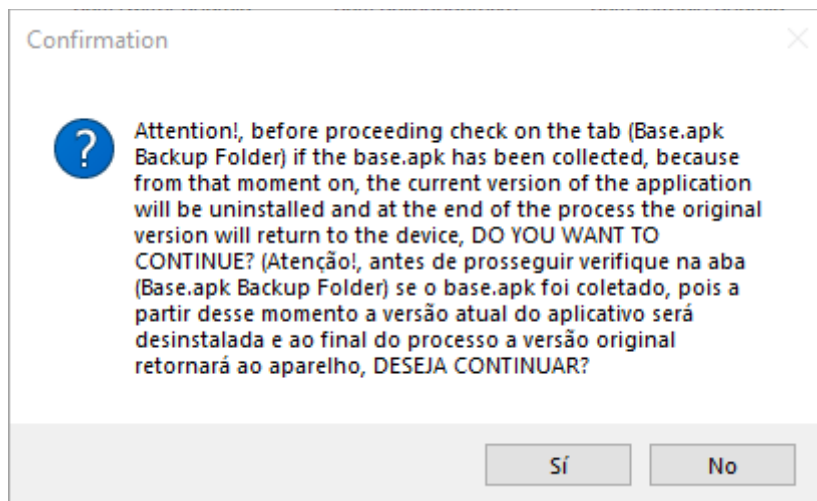 Confirmation
Attention!, before proceeding check on the tab (Base.apk
Backup Folder) if the base.apk has been collected, because
from that moment on, the current version of the application
will be uninstalled and at the end of the process the original
version will return to the device, DO YOU WANT TO
CONTINUE? (Atenção!, antes de prosseguir verifique na aba
(Base.apk Backup Folder) se o base.apk foi coletado, pois a
partir desse momento a versão atual do aplicativo será
desinstalada e ao final do processo a versão original
retornará ao aparelho, DESEJA CONTINUAR?
Sí
No